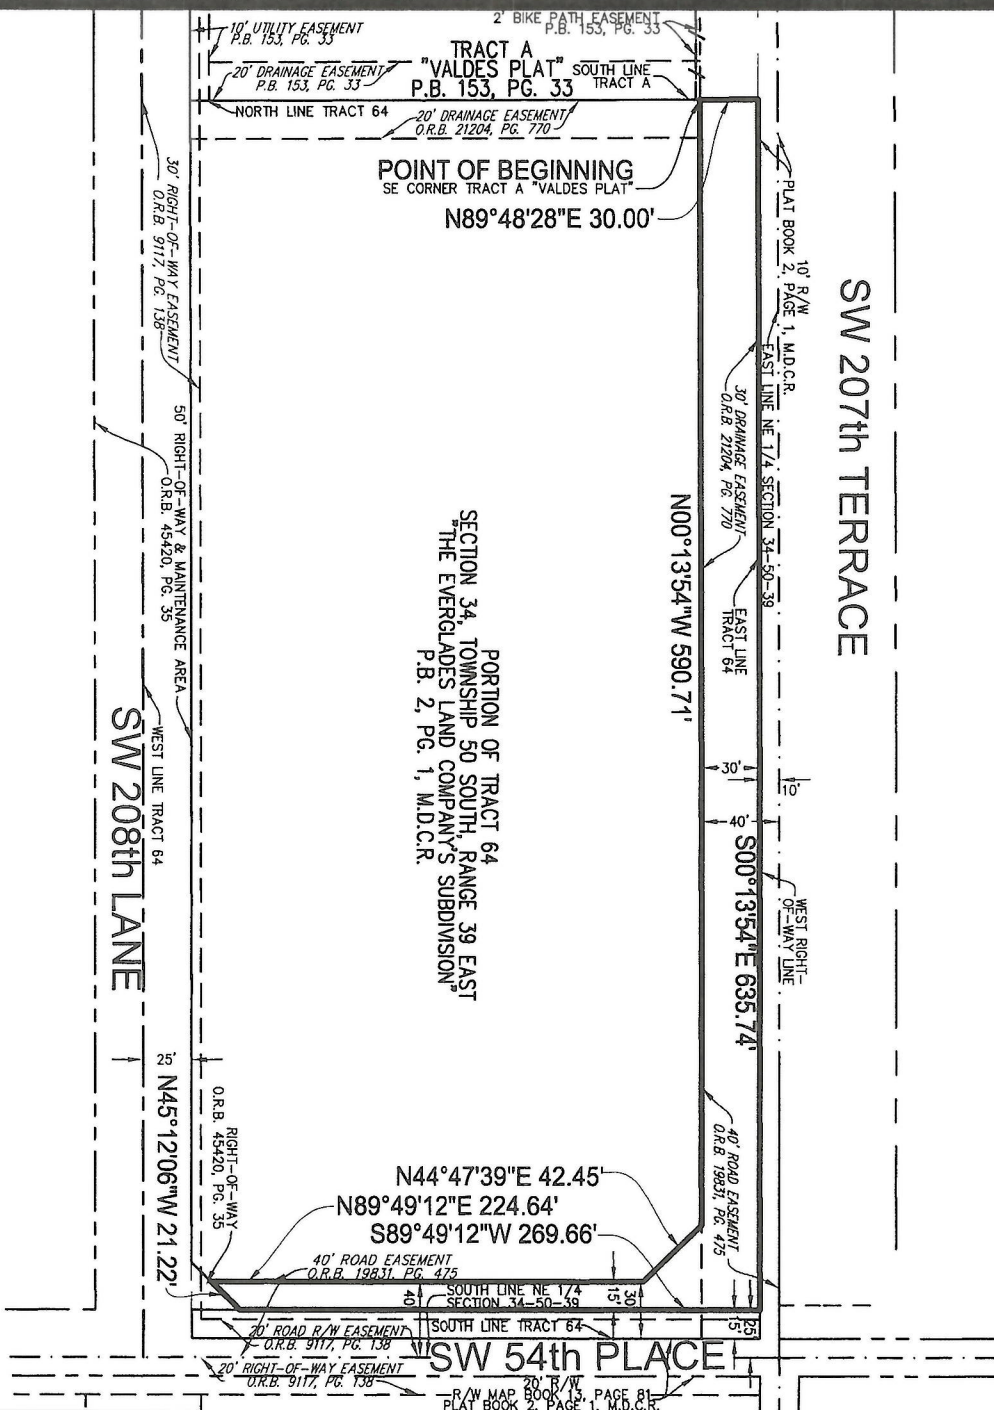 2' BIKE PATH EASEMENT
P.B. 153, PG. 33
10' UTILITY EASEMENT
P.B. 153, PG. 33
TRACT A
"VALDES PLAT"
P.B. 153, PG. 33
20' DRAINAGE EASEMENT
P.B. 153, PG. 33
SOUTH LINE
TRACT A
NORTH LINE TRACT 64
20' DRAINAGE EASEMENT
O.R.B. 21204, PG. 770
POINT OF BEGINNING
SE CORNER TRACT A "VALDES PLAT"
N89°48'28"E 30.00'
30' RIGHT-OF-WAY EASEMENT
O.R.B. 9117, PG. 138
10' R/W
PLAT BOOK 2, PAGE 1, M.D.C.R.
EAST LINE NE 1/4 SECTION 34-50-39
SW 207th TERRACE
30' DRAINAGE EASEMENT
O.R.B. 21204, PG. 770
50' RIGHT-OF-WAY & MAINTENANCE AREA
O.R.B. 45420, PG. 35
N00°13'54"W 590.71'
EAST LINE
TRACT 64
PORTION OF TRACT 64
SECTION 34, TOWNSHIP 50 SOUTH, RANGE 39 EAST
"THE EVERGLADES LAND COMPANY'S SUBDIVISION"
P.B. 2, PG. 1, M.D.C.R.
WEST LINE TRACT 64
SW 208th LANE
30'
10'
40'
S00°13'54"E 635.74'
WEST RIGHT-
OF-WAY LINE
25'
N45°12'06"W 21.22'
RIGHT-OF-WAY
O.R.B. 45420, PG. 35
40' ROAD EASEMENT
O.R.B. 19831, PG. 475
N44°47'39"E 42.45'
N89°49'12"E 224.64'
S89°49'12"W 269.66'
40' ROAD EASEMENT
O.R.B. 19831, PG. 475
40'
SOUTH LINE NE 1/4
SECTION 34-50-39
15'
30'
15'
25'
SOUTH LINE TRACT 64
20' ROAD R/W EASEMENT
O.R.B. 9117, PG. 138
SW 54th PLACE
20' RIGHT-OF-WAY EASEMENT
O.R.B. 9117, PG. 138
20' R/W
R/W MAP BOOK 13, PAGE 81
PLAT BOOK 2, PAGE 1, M.D.C.R.